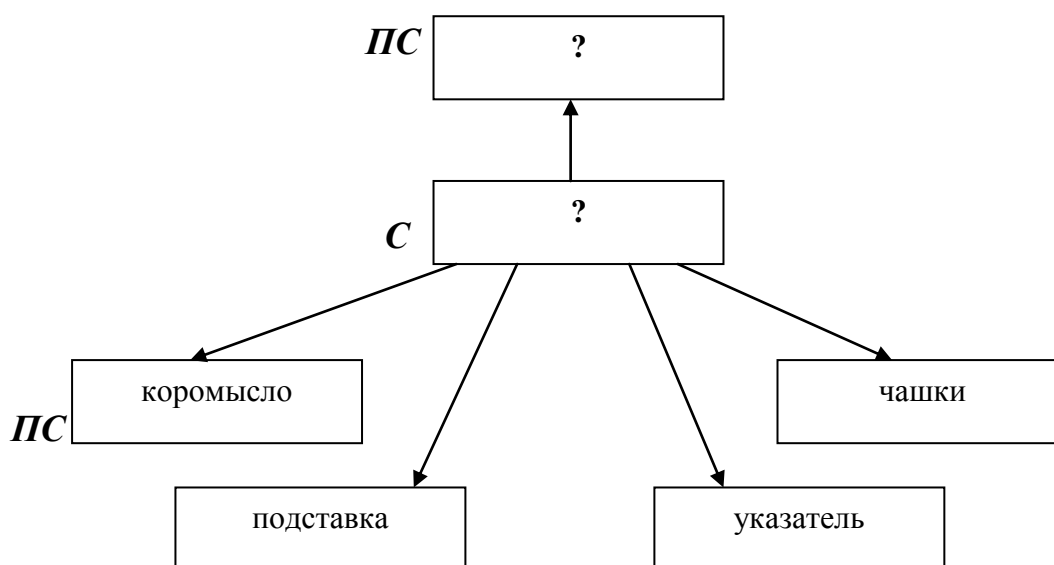 ПС
?
С
?
коромысло
чашки
ПС
подставка
указатель